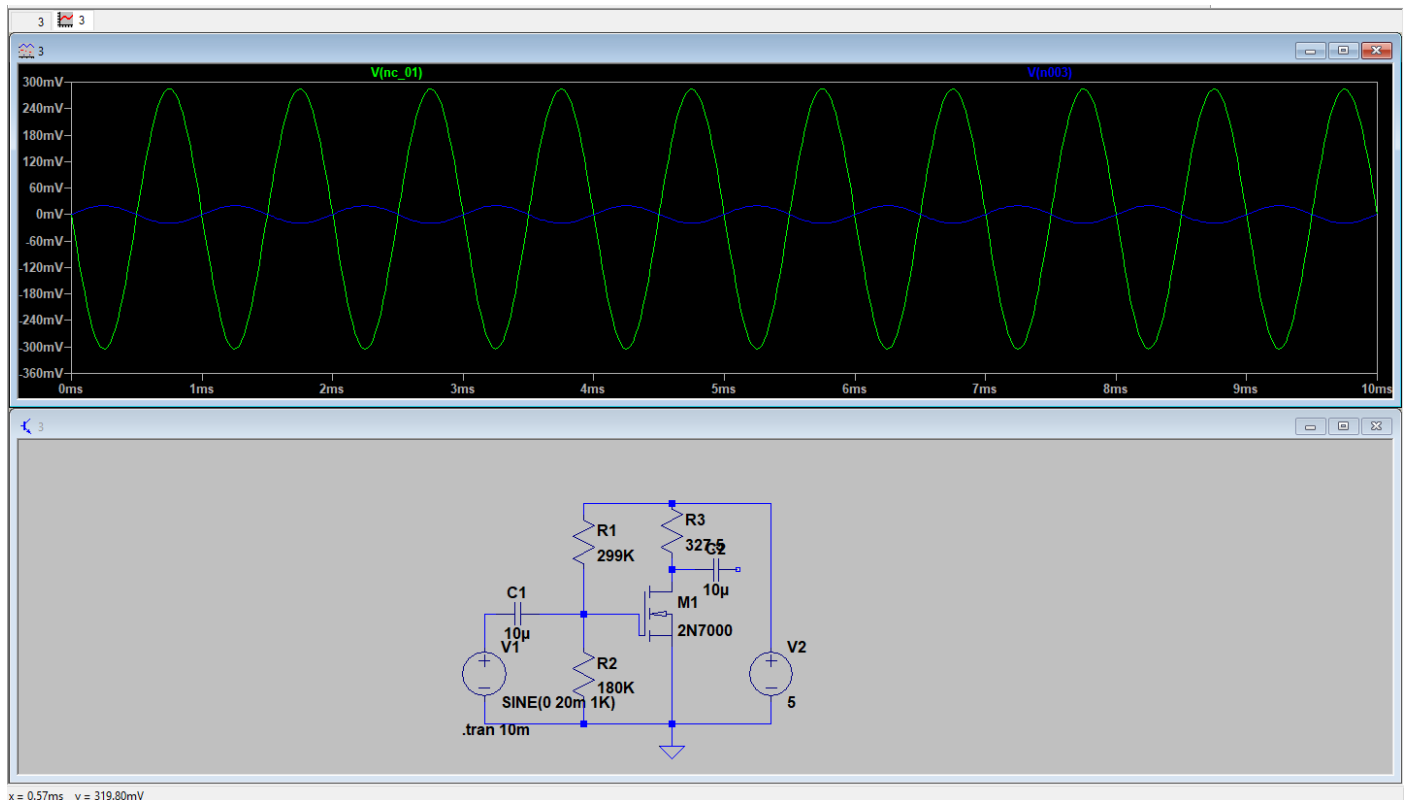 3
3
3
V(nc_01)
V(n003)
300mV
240mV
180mV
120mV
60mV
0mV
-60mV
-120mV
-180mV
-240mV
-300mV
-360mV
0ms
1ms
2ms
3ms
4ms
5ms
6ms
7ms
8ms
9ms
10ms
3
R1
299K
R3
327.5
C2
10µ
C1
10µ
M1
2N7000
V1
SINE(0 20m 1K)
R2
180K
V2
5
.tran 10m
x = 0.57ms y = 319.80mV